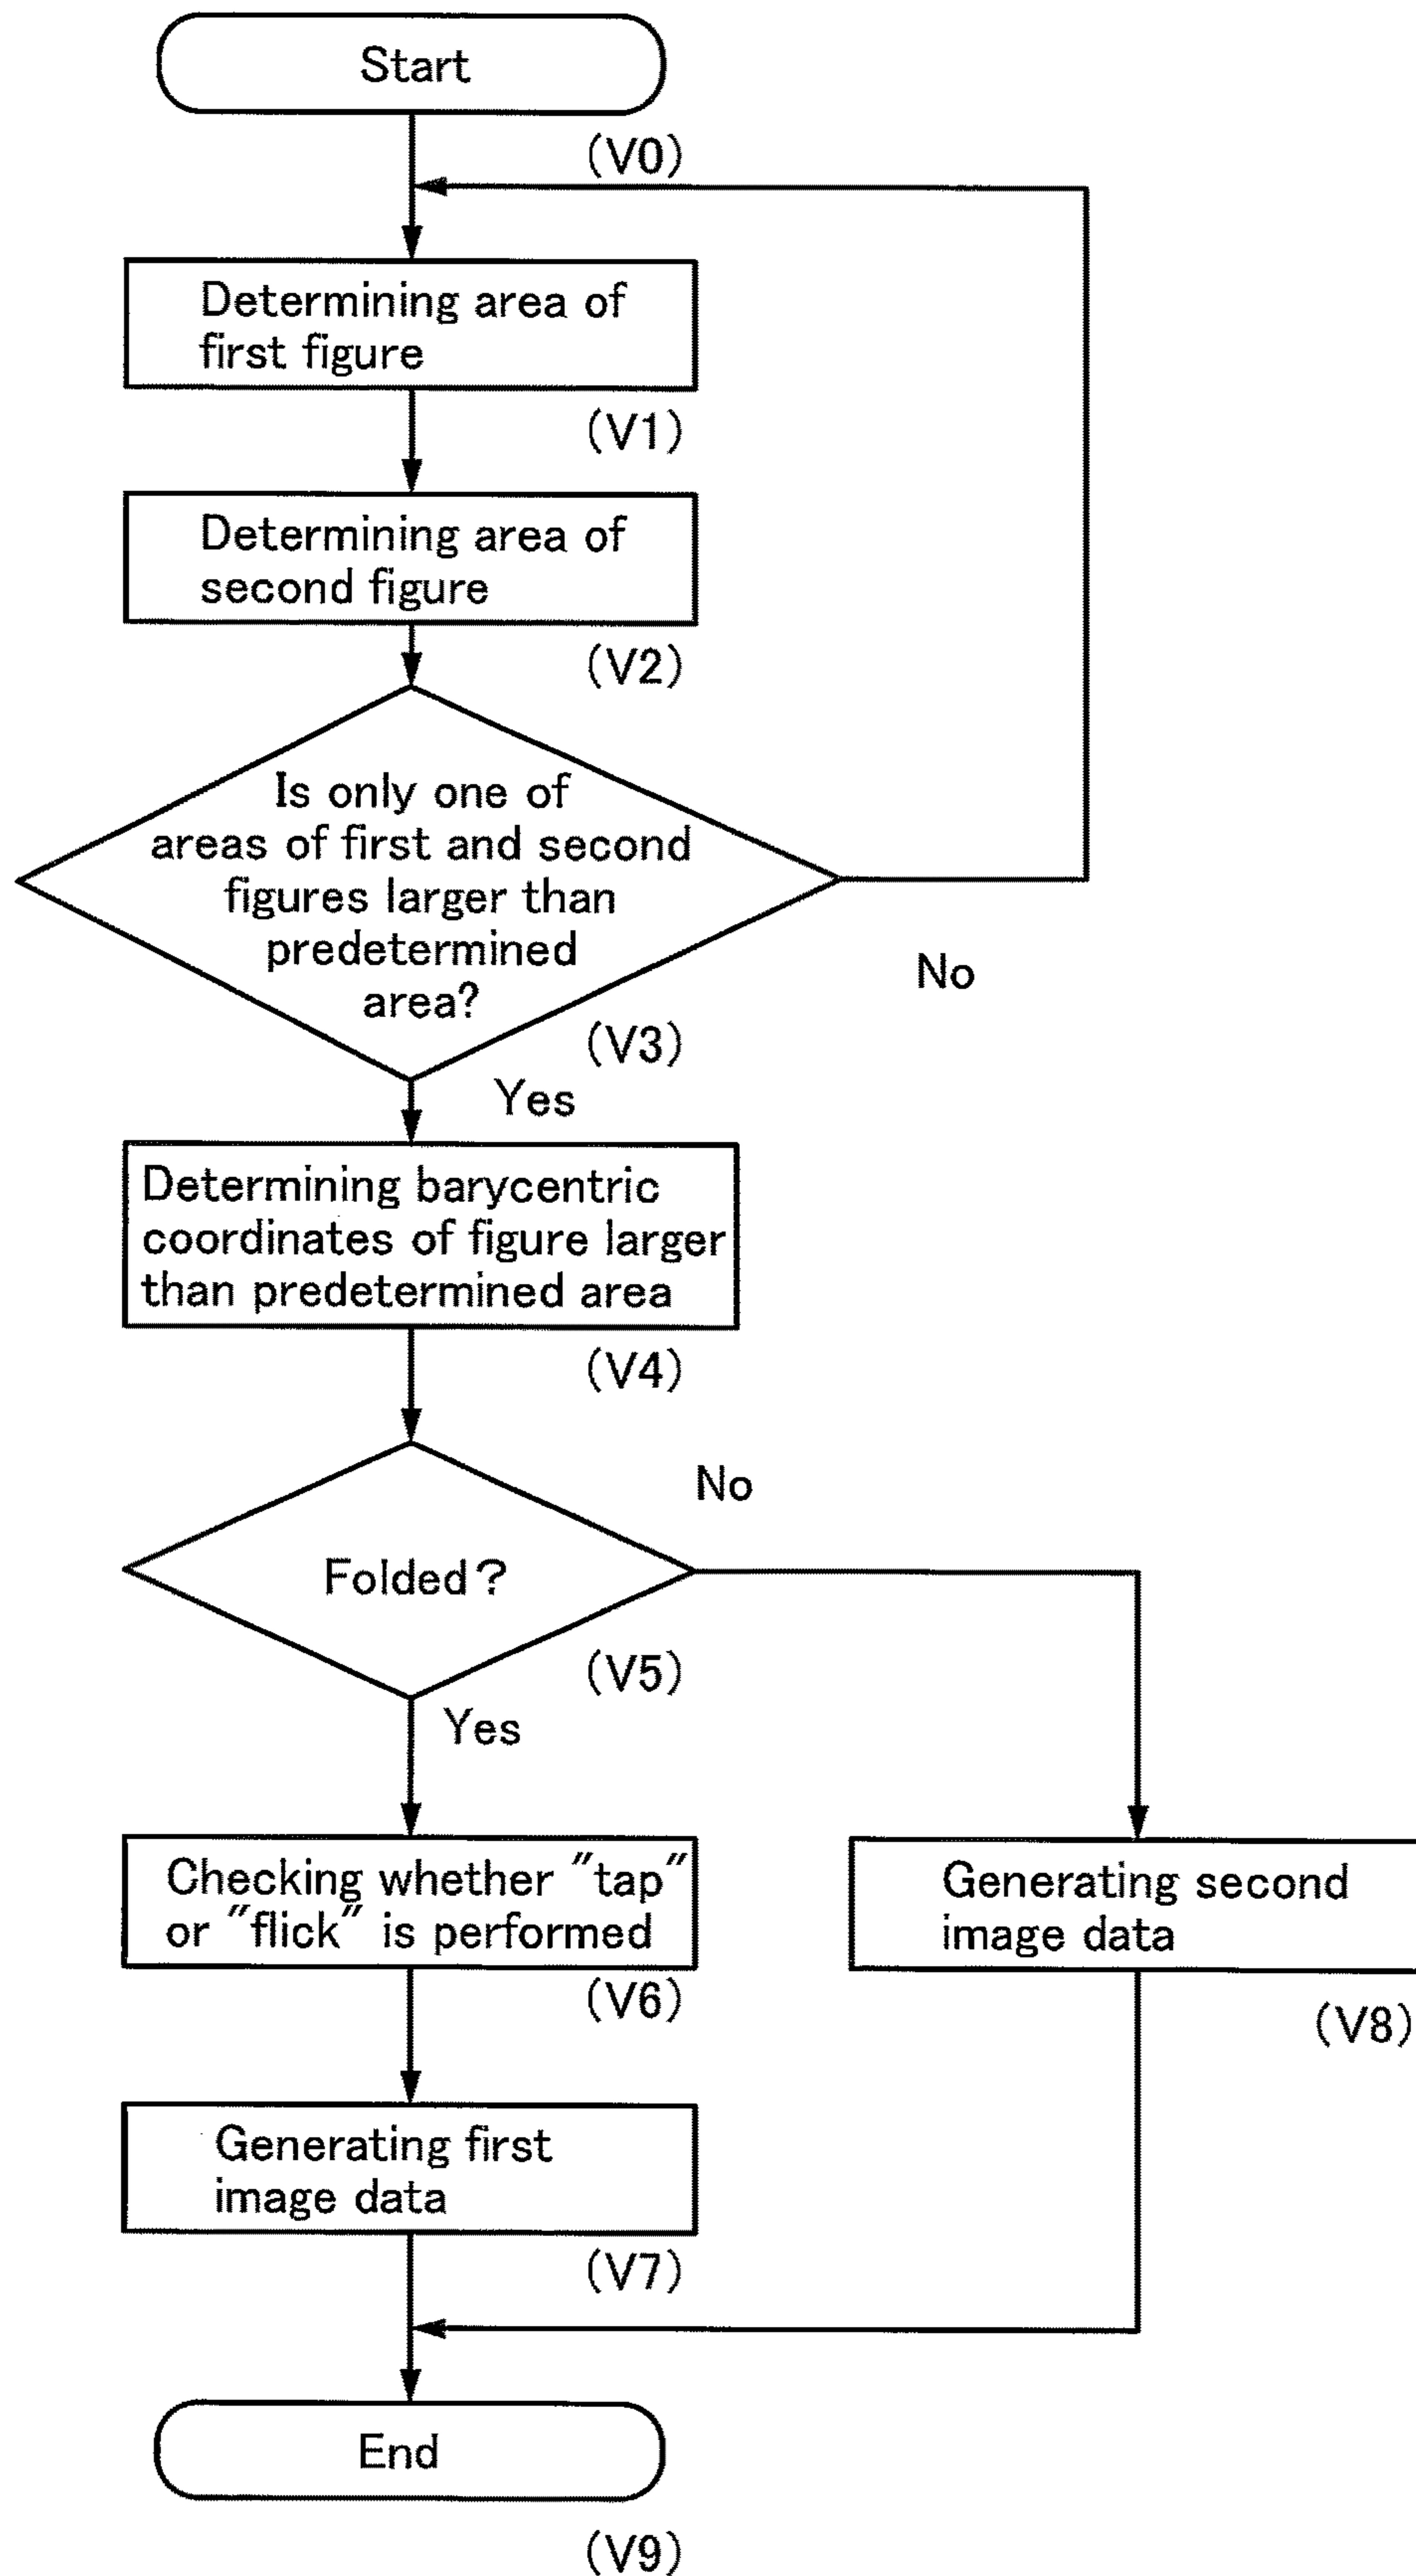 Start
(V0)
Determining area of
first figure
(V1)
Determining area of
second figure
(V2)
Is only one of
areas of first and second
figures larger than
predetermined
area?
No
(V3)
Yes
Determining barycentric
coordinates of figure larger
than predetermined area
(V4)
No
Folded?
(V5)
Yes
Checking whether "tap"
or "flick" is performed
(V6)
Generating second
image data
(V8)
Generating first
image data
(V7)
End
(V9)